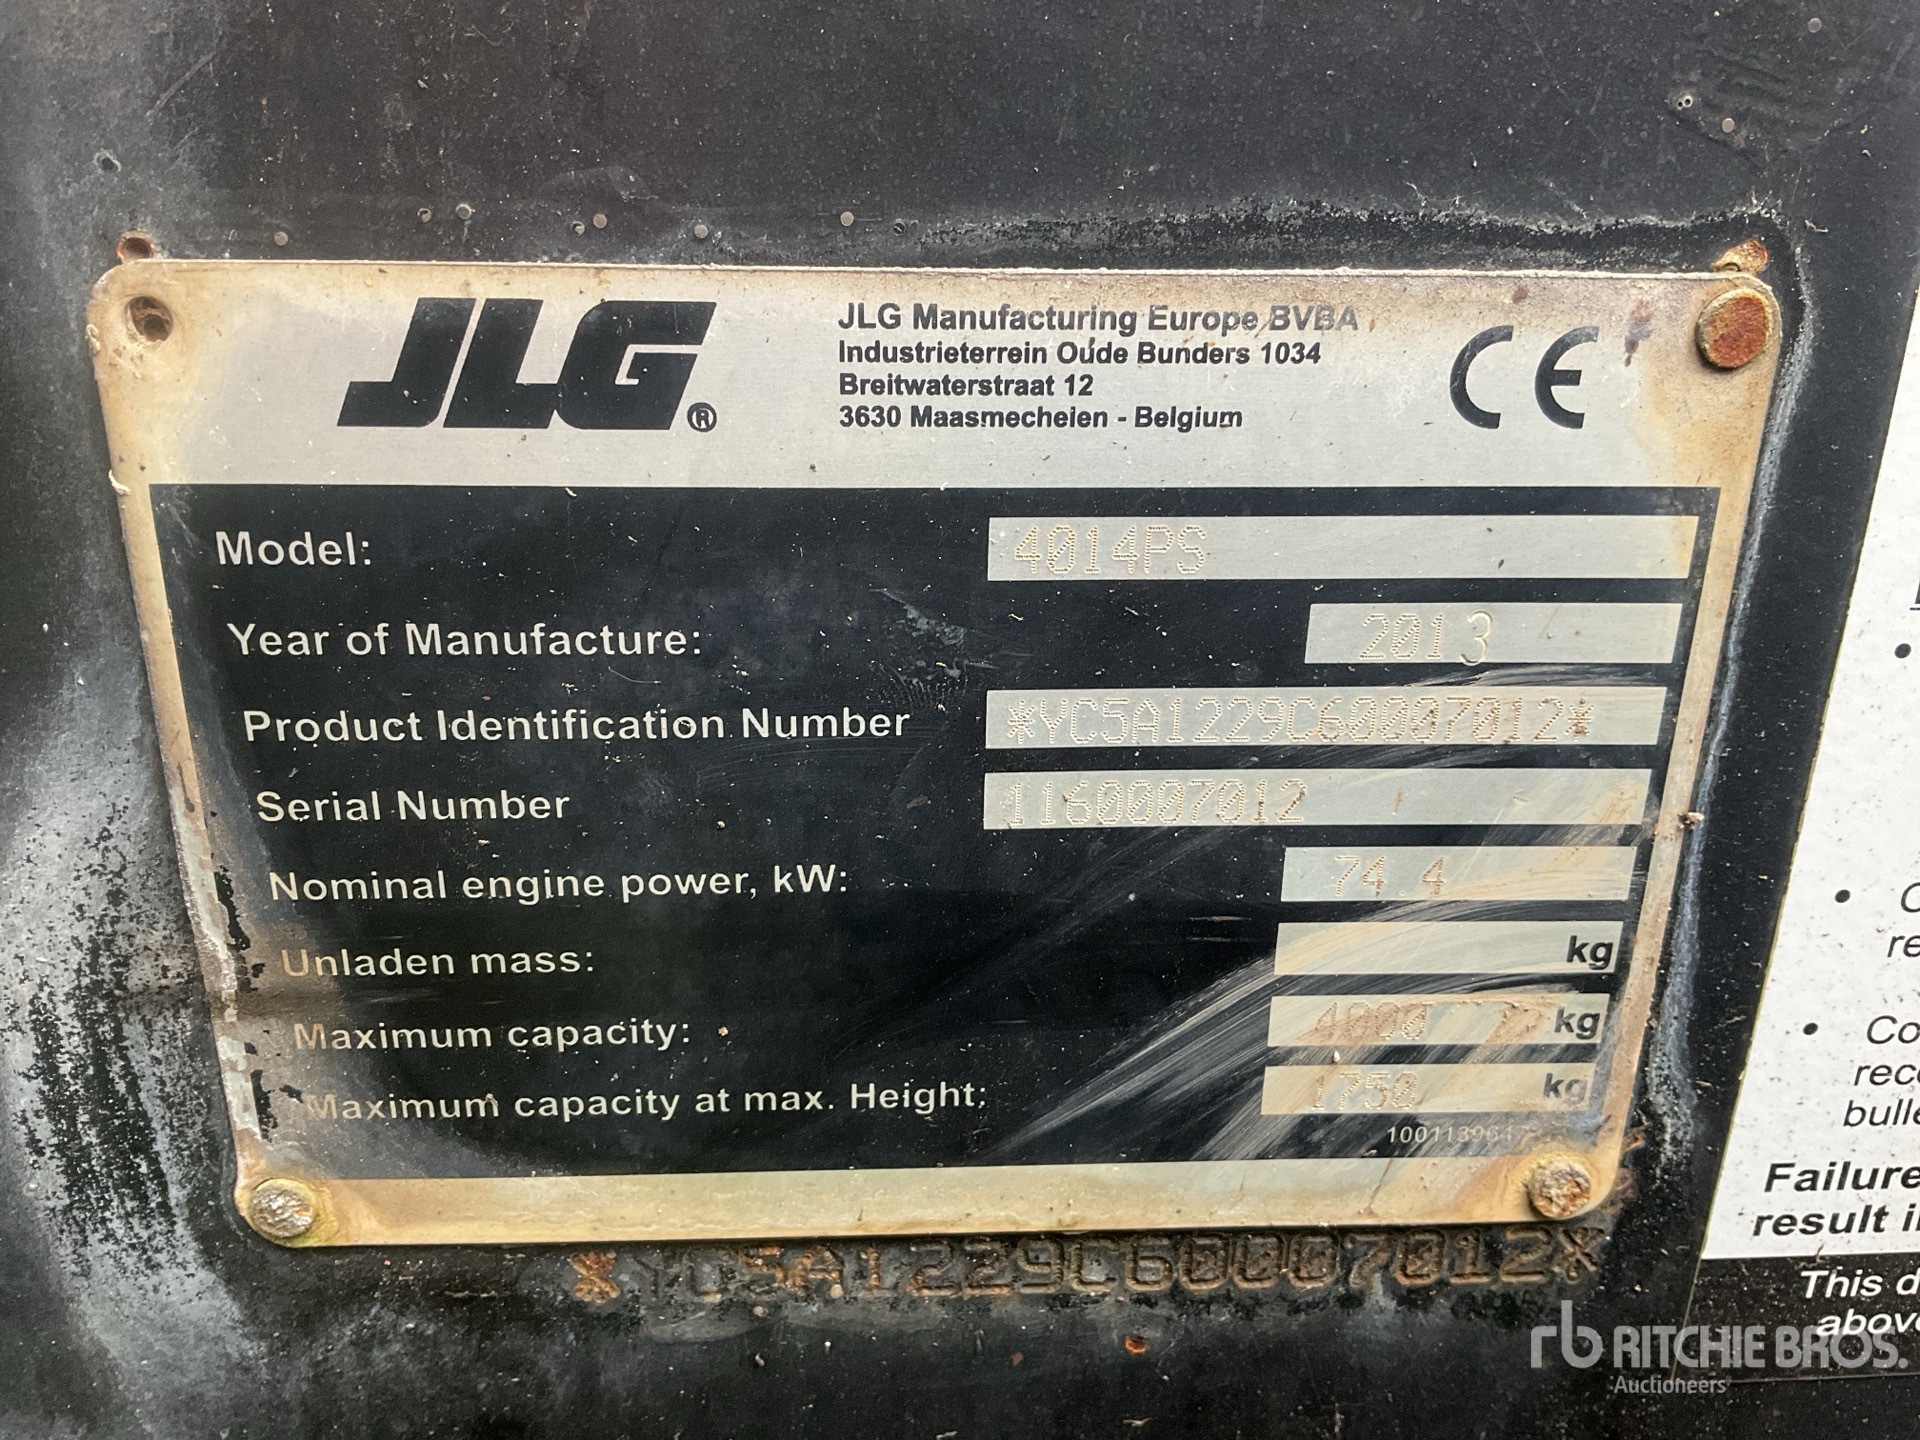 JLG®
JLG Manufacturing Europe BVBA
Industrieterrein Oude Bunders 1034
Breitwaterstraat 12
3630 Maasmechelen - Belgium
CE
Model: 4014PS
Year of Manufacture: 2013
Product Identification Number *YC5A1229C60007012*
Serial Number 1160007012
Nominal engine power, kW: 74.4
Unladen mass: kg
Maximum capacity: 4000 kg
Maximum capacity at max. Height: 1750 kg
*YC5A1229C60007012*
Failure
This
above
rb RITCHIE BROS.
Auctioneers